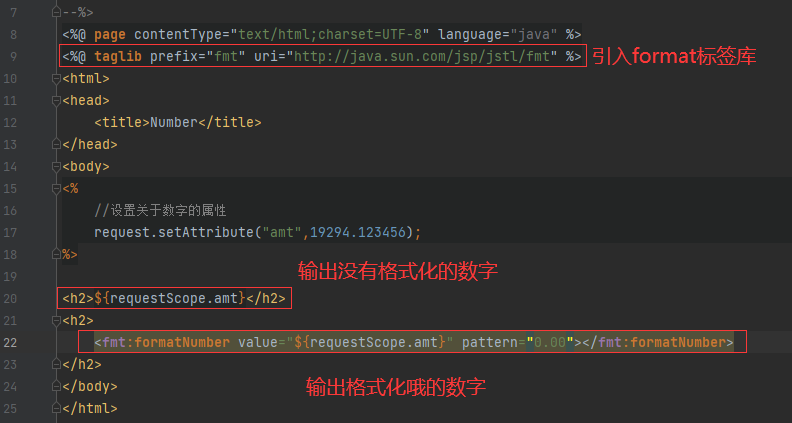 7 --%>
8 <%@ page contentType="text/html;charset=UTF-8" language="java" %>
9 <%@ taglib prefix="fmt" uri="http://java.sun.com/jsp/jstl/fmt" %> 引入format标签库
10 <html>
11 <head>
12 <title>Number</title>
13 </head>
14 <body>
15 <%
16 //设置关于数字的属性
17 request.setAttribute("amt",19294.123456);
18 %>
输出没有格式化的数字
19
20 <h2>${requestScope.amt}</h2>
21 <h2>
22 <fmt:formatNumber value="${requestScope.amt}" pattern="0.00"></fmt:formatNumber>
23 </h2>
24 </body>
输出格式化哦的数字
25 </html>